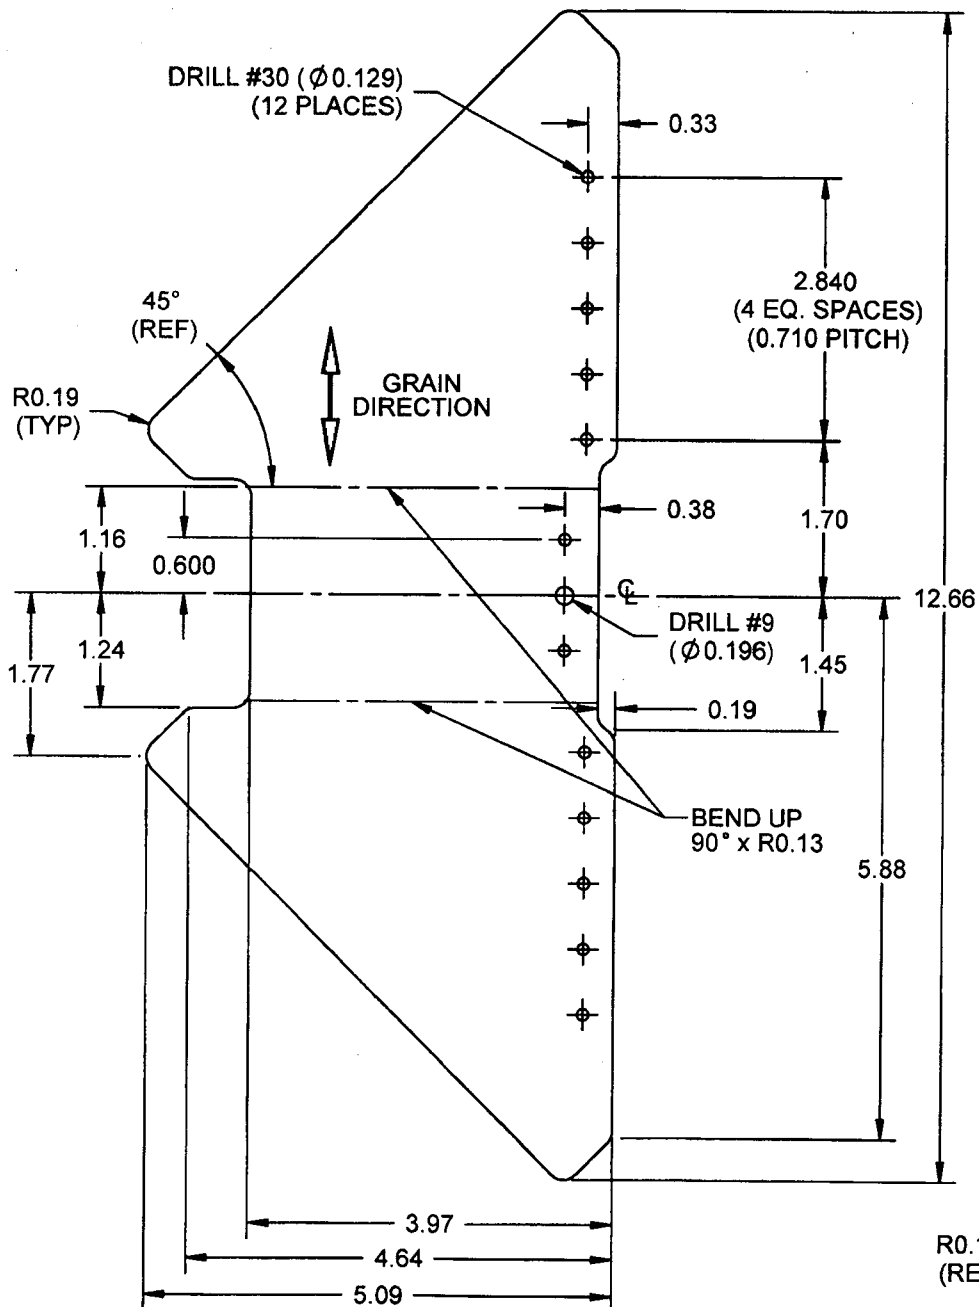 12.66
DRILL #30 (Ø0.129)
(12 PLACES)
0.33
2.840
(4 EQ. SPACES)
(0.710 PITCH)
45°
(REF)
GRAIN
DIRECTION
R0.19
(TYP)
1.16
0.600
0.38
1.70
1.77
1.24
℄
DRILL #9
(Ø0.196)
1.45
0.19
BEND UP
90° x R0.13
5.88
3.97
4.64
5.09